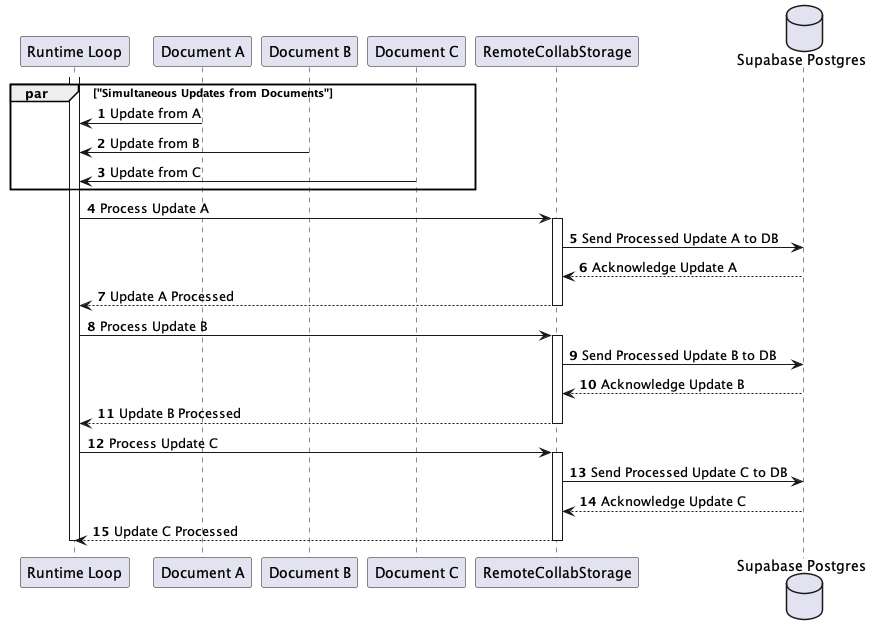 Supabase Postgres
Runtime Loop
Document A
Document B
Document C
RemoteCollabStorage
par
["Simultaneous Updates from Documents"]
1 Update from A
2 Update from B
3 Update from C
4 Process Update A
5 Send Processed Update A to DB
6 Acknowledge Update A
7 Update A Processed
8 Process Update B
9 Send Processed Update B to DB
10 Acknowledge Update B
11 Update B Processed
12 Process Update C
13 Send Processed Update C to DB
14 Acknowledge Update C
15 Update C Processed
Runtime Loop
Document A
Document B
Document C
RemoteCollabStorage
Supabase Postgres